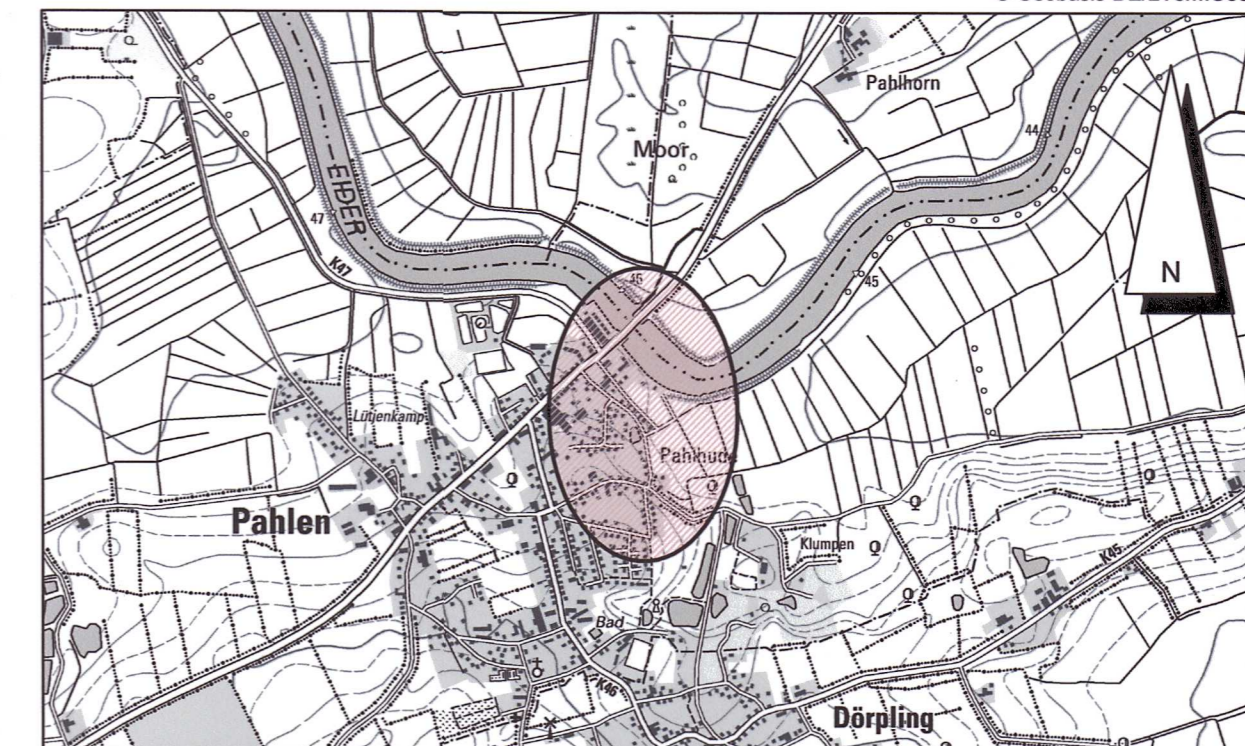 Pahlhorn
44
Moor
EIDER
47
K47
N
46
45
Lütjenkamp
Pahlhude
Pahlen
Klumpen
K45
Bad
K46
Dörpling